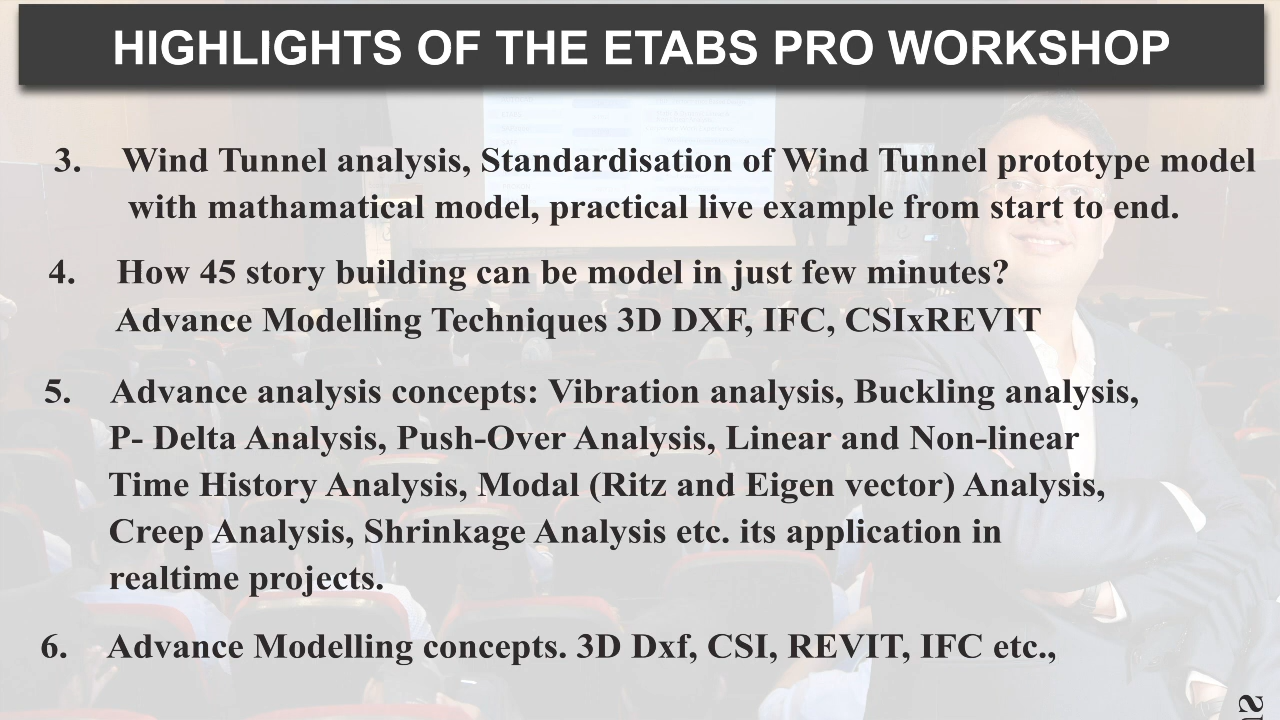 HIGHLIGHTS OF THE ETABS PRO WORKSHOP
3. Wind Tunnel analysis, Standardisation of Wind Tunnel prototype model
with mathamatical model, practical live example from start to end.
4. How 45 story building can be model in just few minutes?
Advance Modelling Techniques 3D DXF, IFC, CSIxREVIT
5. Advance analysis concepts: Vibration analysis, Buckling analysis,
P- Delta Analysis, Push-Over Analysis, Linear and Non-linear
Time History Analysis, Modal (Ritz and Eigen vector) Analysis,
Creep Analysis, Shrinkage Analysis etc. its application in
realtime projects.
6. Advance Modelling concepts. 3D Dxf, CSI, REVIT, IFC etc.,